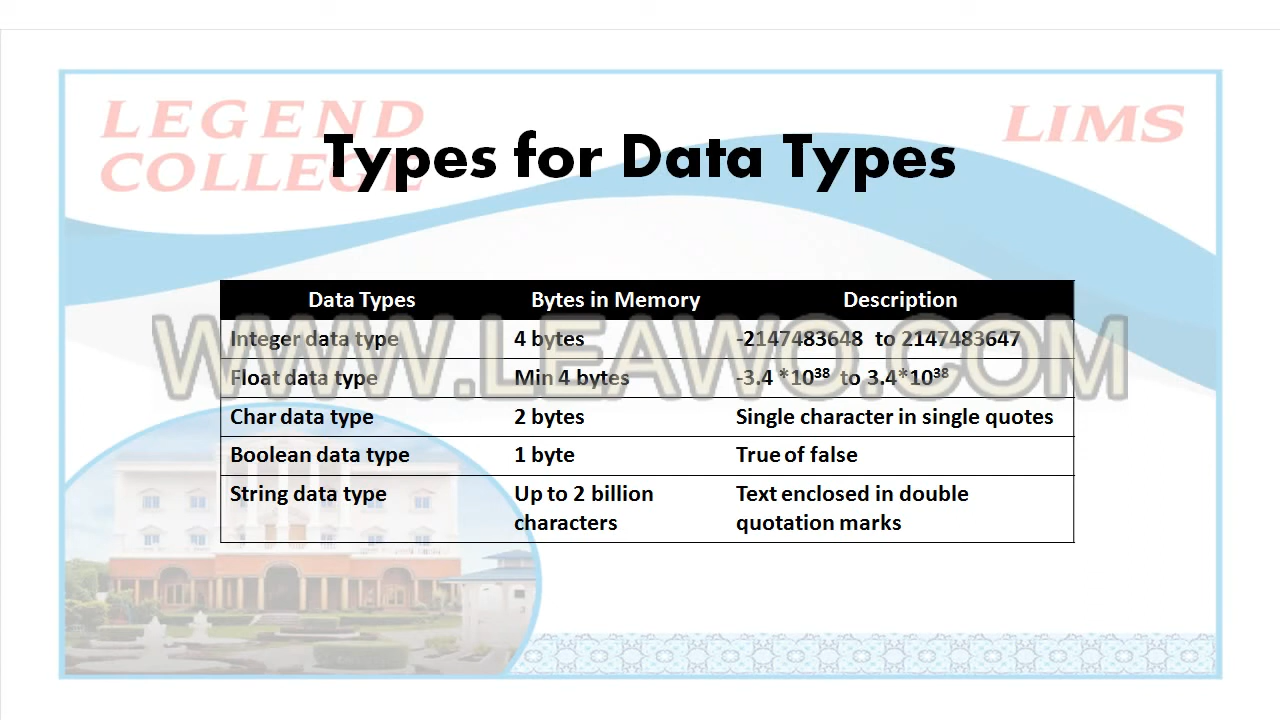 LEGEND
COLLEGE
LIMS
Types for Data Types
Data Types Bytes in Memory Description
Integer data type 4 bytes -2147483648 to 2147483647
Float data type Min 4 bytes -3.4 *10³⁸ to 3.4*10³⁸
Char data type 2 bytes Single character in single quotes
Boolean data type 1 byte True of false
String data type Up to 2 billion Text enclosed in double
characters quotation marks
WWW.LEAWO.COM